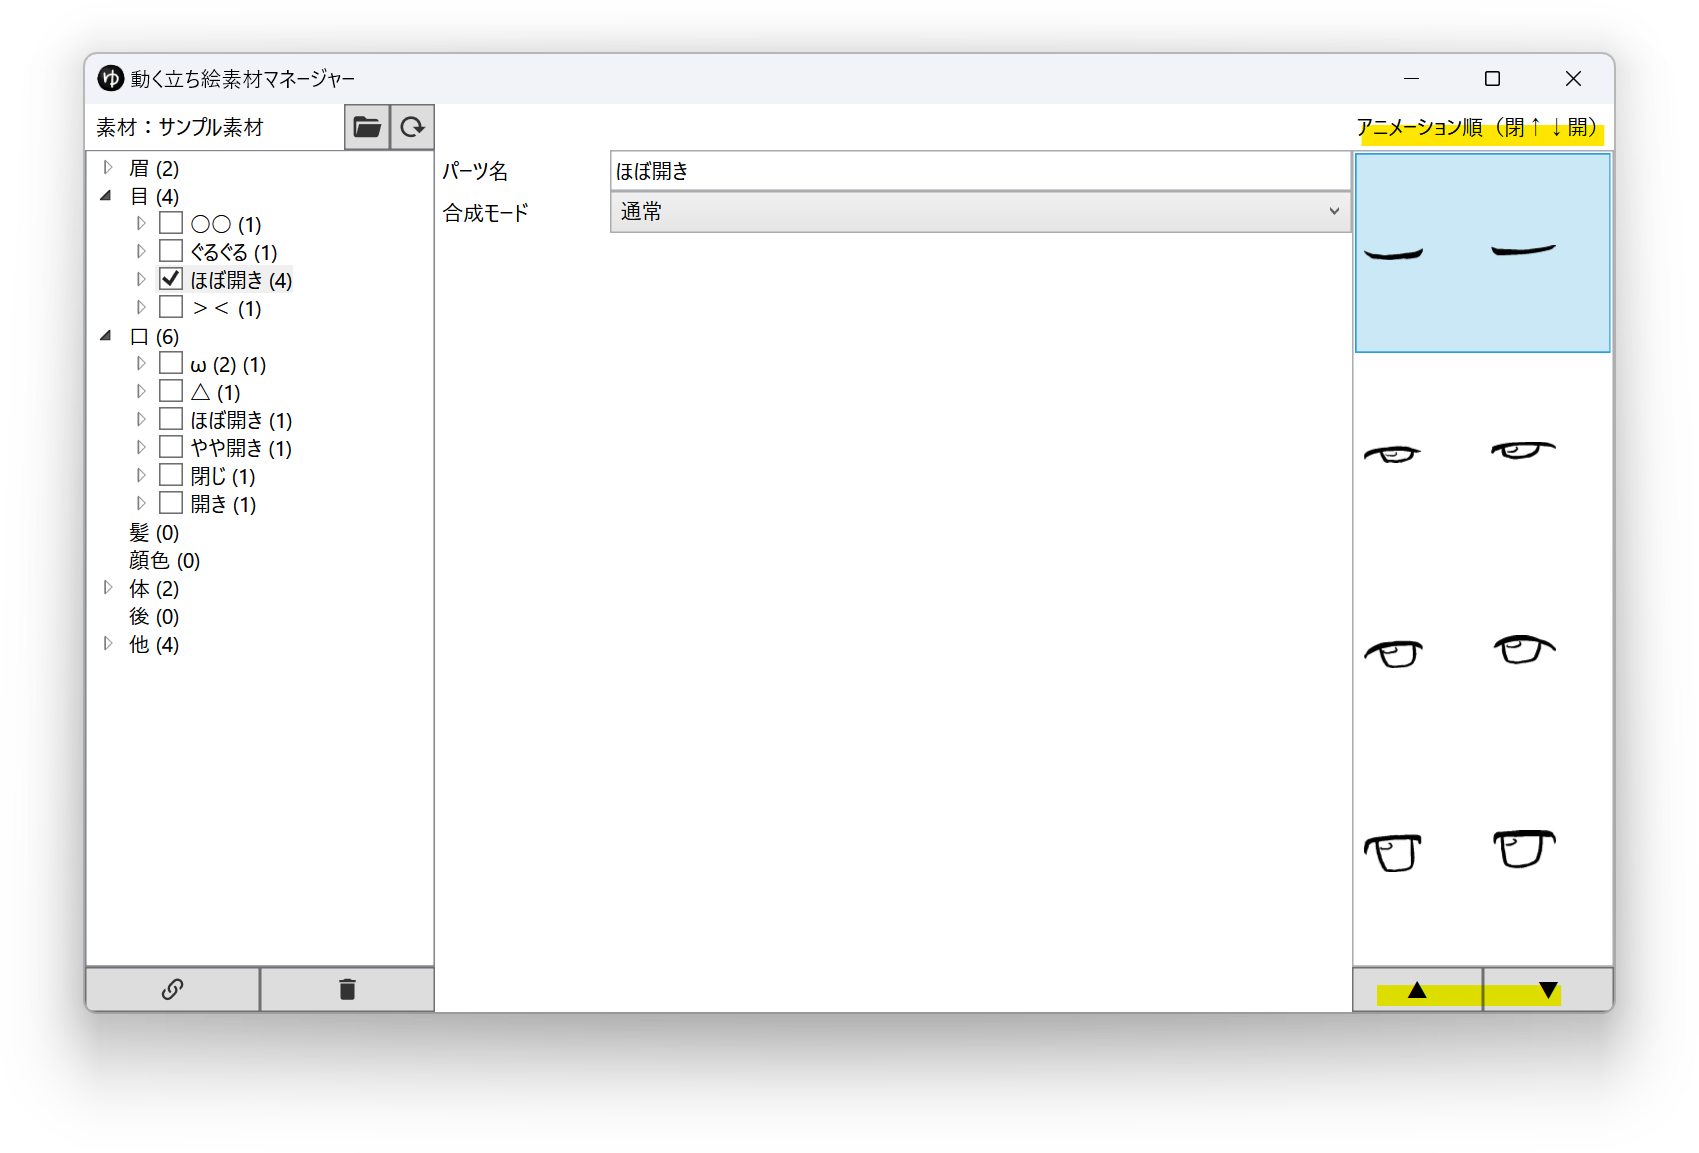 ゆ 動く立ち絵素材マネージャー
素材：サンプル素材
アニメーション順（閉↑↓開）
眉 (2)
目 (4)
〇〇 (1)
ぐるぐる (1)
ほぼ開き (4)
＞＜ (1)
口 (6)
ω (2) (1)
△ (1)
ほぼ開き (1)
やや開き (1)
閉じ (1)
開き (1)
髪 (0)
顔色 (0)
体 (2)
後 (0)
他 (4)
パーツ名 ほぼ開き
合成モード 通常
▲ ▼